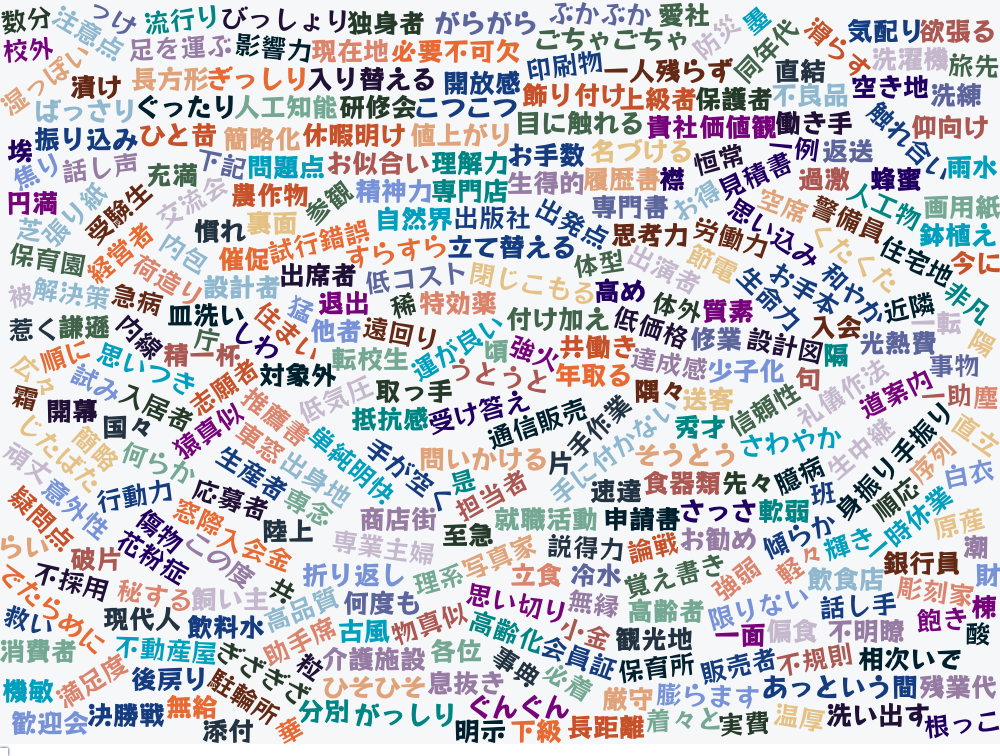 数分 注意点 つけ 流行り びっしょり 独身者 がらがら ぶかぶか 愛社 防災 墨 同年代 滑らす 気配り 欲張る
校外 足を運ぶ 影響力 現在地 必要不可欠 ごちゃごちゃ 洗濯機 旅先
湿っぽい 漬け 長方形 ぎっしり 入り替える 開放感 印刷物 一人残らず 直結 空き地 洗練
ばっさり ぐったり 人工知能 研修会 こつこつ 飾り付け 上級者 保護者 不良品 触れ合い 仰向け
埃 振り込み ひと昔 簡略化 休暇明け 値上がり 目に触れる 貴社 価値観 働き手
焦り 話し声 充満 下記 問題点 お似合い 理解力 お手数 名づける 恒常 一例 返送 雨水
円満 芝張り紙 受験生 交流会 農作物 参観 精神力 専門店 生得的 履歴書 襟 見積書 過激 蜂蜜 人工物 画用紙
慣れ 裏面 自然界 出版社 出発点 専門書 お得 思い込み 空席 警備員 鉢植え
保育園 経営者 内包 催促 試行錯誤 すらすら 立て替える 思考力 労働力 くたくた 住宅地 今に
被 解決策 荷造り 設計者 出席者 低コスト 閉じこもる 体型 出演者 節電 生命力 お手本 和やか 非凡
急病 皿洗い 猛 退出 稀 特効薬 高め 体外 質素 近隣 一転
惹く 謙遜 内線 庁 しわ 住まい 他者 遠回り 運が良い 付け加え 低価格 修業 設計図 入会 光熱費 陽
広々 順に 思いつき 精一杯 転校生 頃 強火 共働き 達成感 少子化 隔 事物
霜 試み 入居者 志願者 対象外 低気圧 取っ手 うとうと 年取る 隅々 送客 句 礼儀作法 道案内 一助 塵
開幕 国々 猿真似 推薦書 抵抗感 受け答え 通信販売 手作業 秀才 信頼性 さわやか 生中継 手振り 直立
じたばた 簡略 何らか 車窓 出身地 単純明快 手が空く 問いかける 片手 手に付かない そうとう 身振り 序列 白衣
頑丈 意外性 行動力 生産者 応募者 専念 是 担当者 速達 食器類 先々 臆病 班 順応
疑問点 傷物 窓際 入会金 陸上 商店街 至急 就職活動 申請書 さっさ 軟弱 傾らか 輝き 一時休業 原産
らい 破片 花粉症 この度 専業主婦 写真家 説得力 論戦 お勧め 軽々 銀行員 潮
でたらめに 不採用 秘する 飼い主 共 折り返し 理系 立食 冷水 覚え書き 強弱 飲食店 彫刻家 財
救い 現代人 飲料水 高品質 何度も 思い切り 無縁 高齢者 限りない 話し手 飽き 棟
消費者 不動産屋 ぎざぎざ 助手席 古風 物真似 高齢化 小金 観光地 一面 偏食 不明瞭 酸
機敏 満足度 後戻り 駐輪所 粒 介護施設 各位 事典 会員証 保育所 販売者 不規則 相次いで
歓迎会 決勝戦 無給 ひそひそ 息抜き 必着 厳守 膨らます あっという間 残業代
添付 華 分別 がっしり ぐんぐん 明示 下級 長距離 着々と 実費 温厚 洗い出す 根っこ